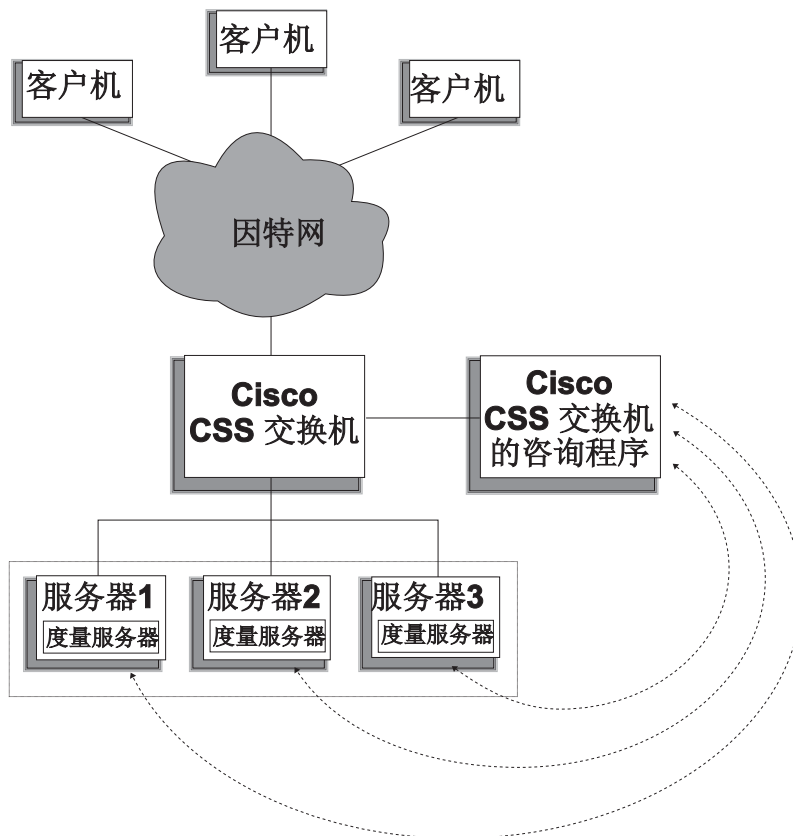 客户机
客户机
客户机
因特网
Cisco
CSS 交换机
Cisco
CSS 交换机
的咨询程序
服务器1
度量服务器
服务器2
度量服务器
服务器3
度量服务器